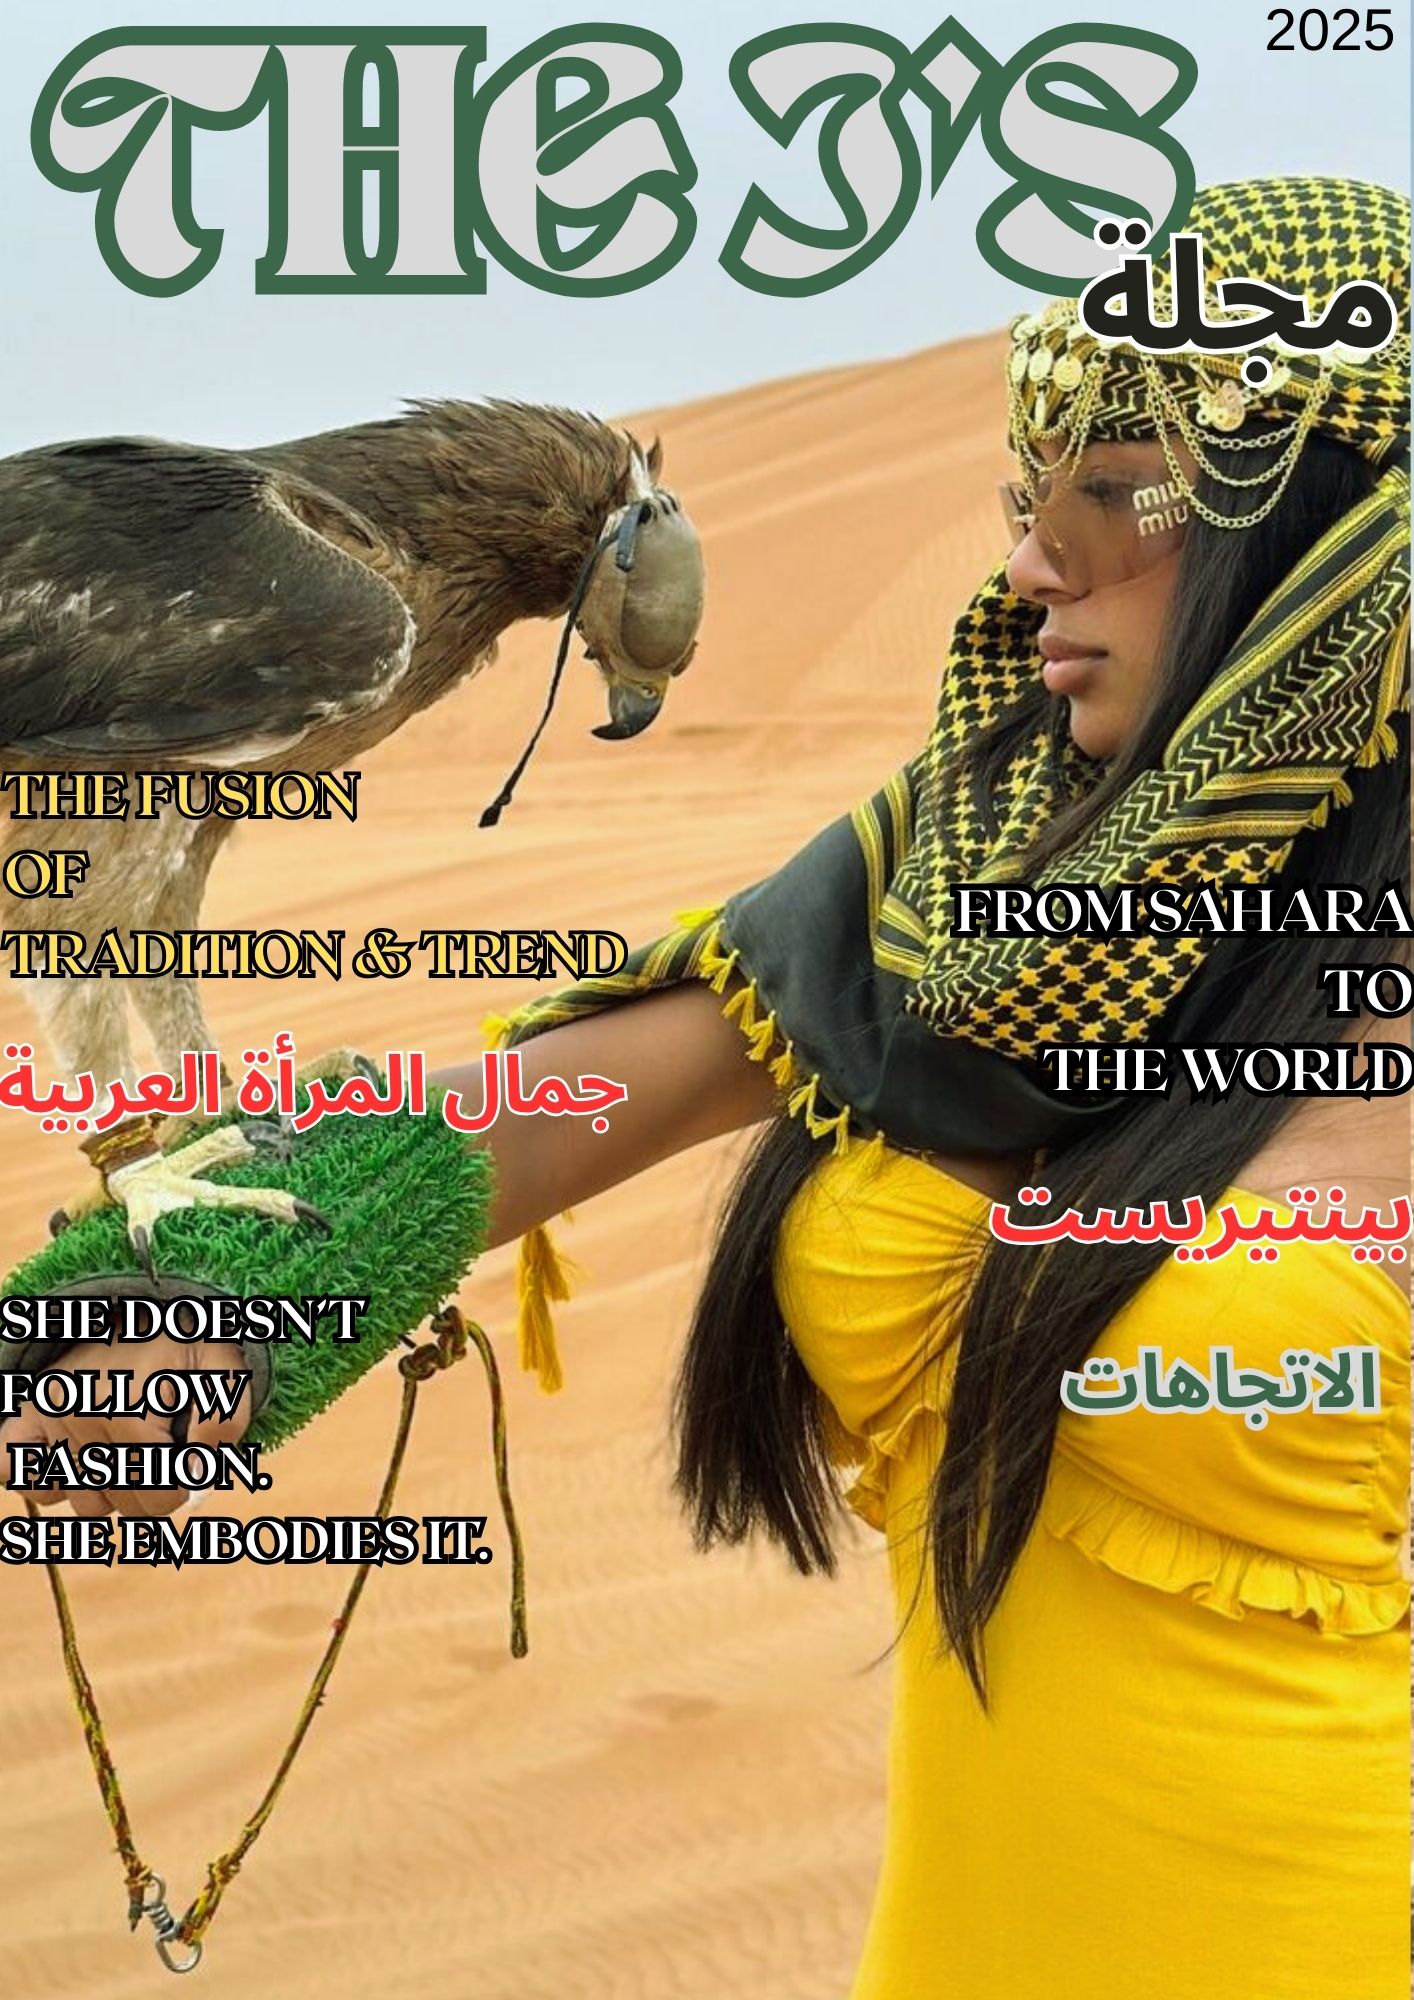 2025
THE J'S
مجلة
MIU
MIU
THE FUSION
OF
TRADITION & TREND
FROM SAHARA
TO
THE WORLD
جمال المرأة العربية
بينتيريست
SHE DOESN'T
FOLLOW
FASHION.
SHE EMBODIES IT.
الاتجاهات